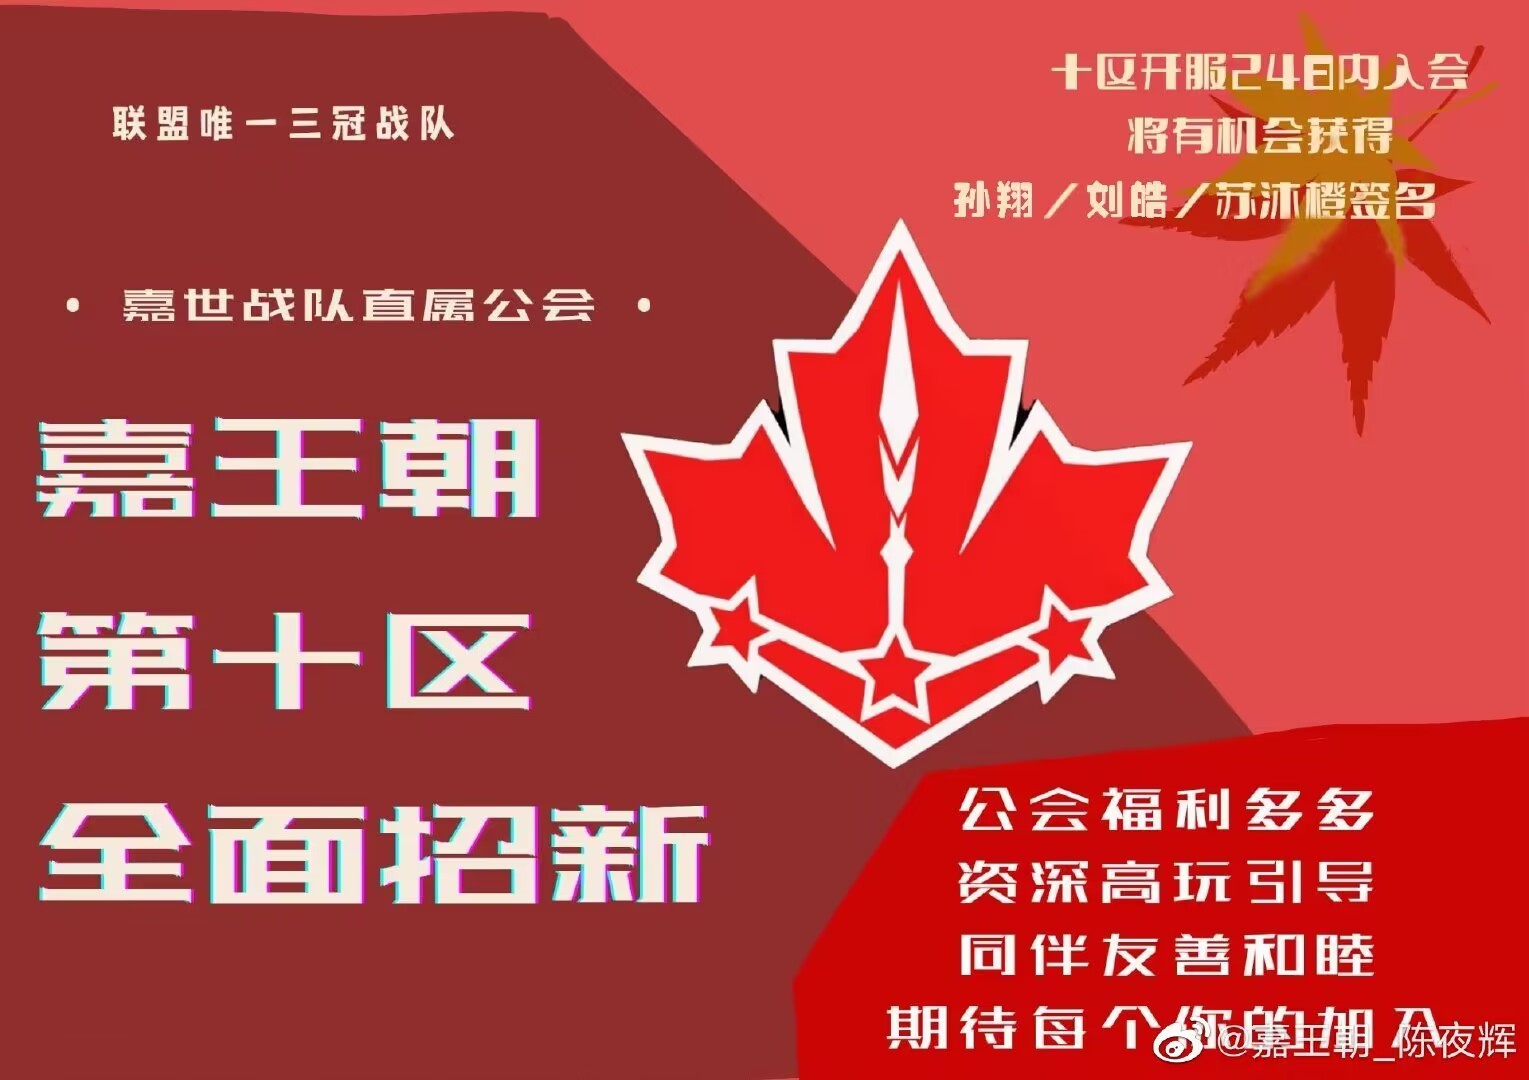 联盟唯一三冠战队
十区开服24日内入会
将有机会获得
孙翔/刘皓/苏沐橙签名
· 嘉世战队直属公会 ·
嘉王朝
第十区
全面招新
公会福利多多
资深高玩引导
同伴友善和睦
期待每个你的加入
@嘉王朝_陈夜辉